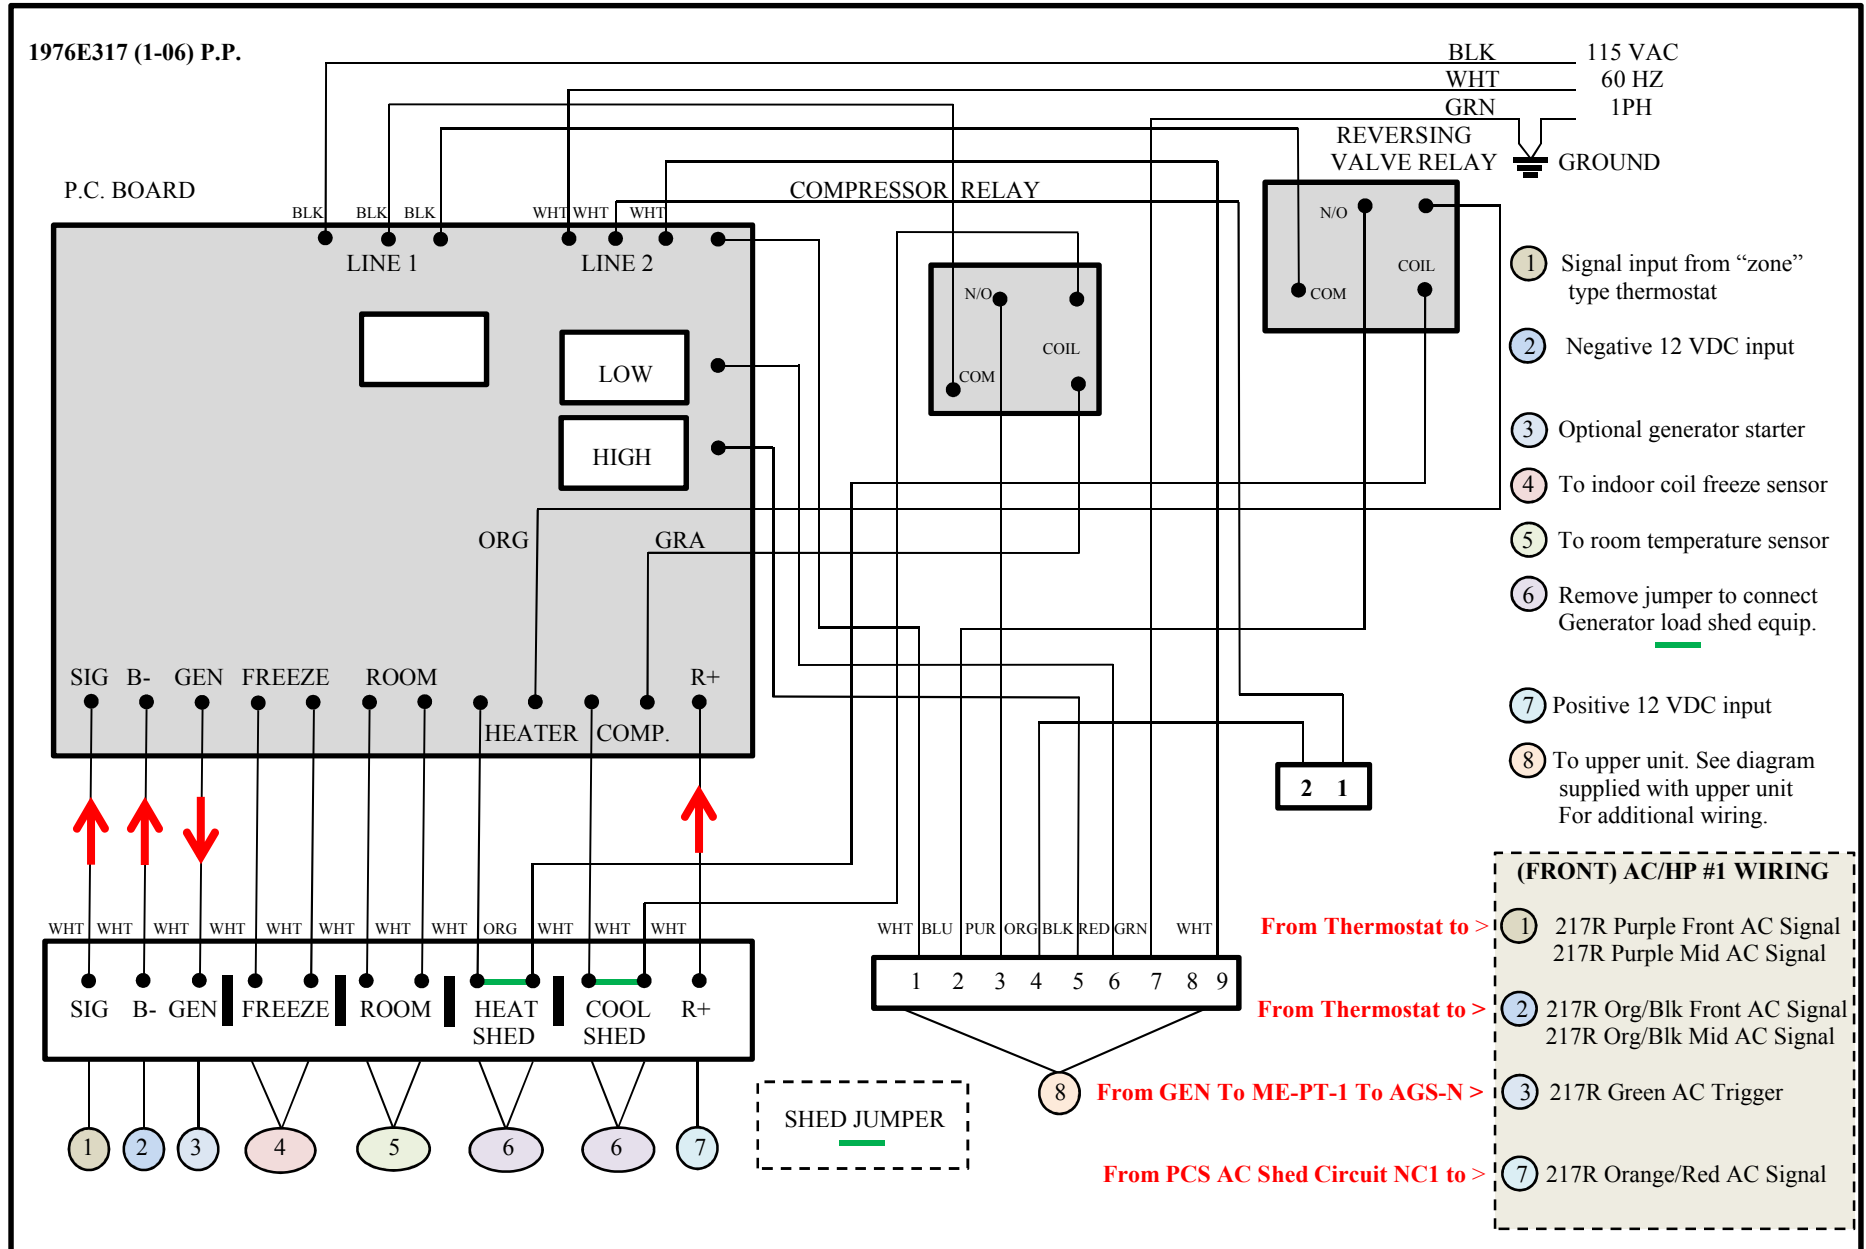 1976E317 (1-06) P.P.
BLK 115 VAC
WHT 60 HZ
GRN 1PH
REVERSING
VALVE RELAY
GROUND
P.C. BOARD
COMPRESSOR RELAY
BLK BLK BLK WHT WHT WHT
LINE 1 LINE 2
N/O
COIL
COM
N/O
COIL
COM
LOW
HIGH
ORG GRA
SIG B- GEN FREEZE ROOM R+
HEATER COMP.
1 Signal input from “zone”
type thermostat
2 Negative 12 VDC input
3 Optional generator starter
4 To indoor coil freeze sensor
5 To room temperature sensor
6 Remove jumper to connect
Generator load shed equip.
7 Positive 12 VDC input
8 To upper unit. See diagram
supplied with upper unit
For additional wiring.
2 1
WHT WHT WHT WHT WHT WHT WHT WHT ORG WHT WHT WHT
SIG B- GEN FREEZE ROOM HEAT COOL R+
SHED SHED
1 2 3 4 5 6 6 7
WHT BLU PUR ORG BLK RED GRN WHT
1 2 3 4 5 6 7 8 9
8
SHED JUMPER
(FRONT) AC/HP #1 WIRING
From Thermostat to > 1 217R Purple Front AC Signal
217R Purple Mid AC Signal
From Thermostat to > 2 217R Org/Blk Front AC Signal
217R Org/Blk Mid AC Signal
From GEN To ME-PT-1 To AGS-N > 3 217R Green AC Trigger
From PCS AC Shed Circuit NC1 to > 7 217R Orange/Red AC Signal